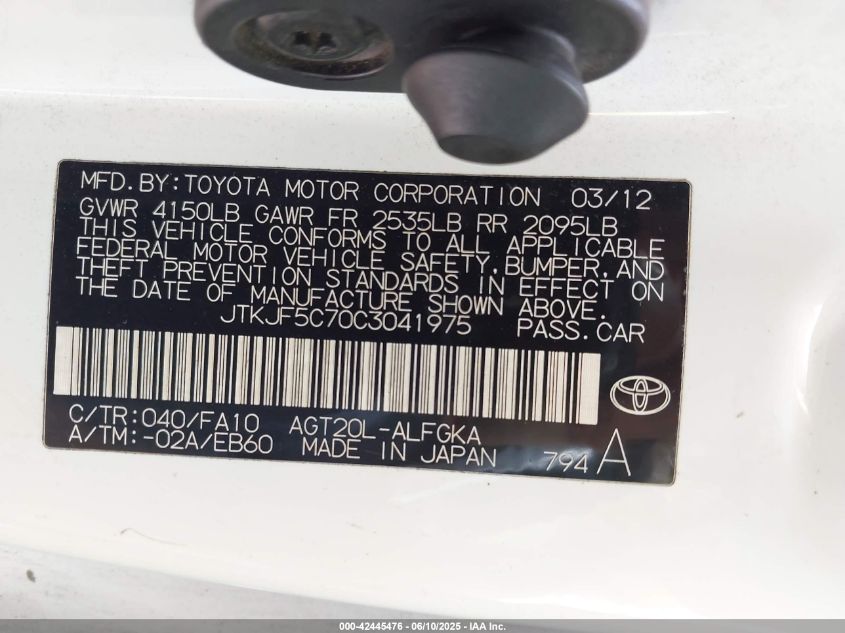 MFD.BY:TOYOTA MOTOR CORPORATION 03/12
GVWR 4150LB GAWR FR 2535LB RR 2095LB
THIS VEHICLE CONFORMS TO ALL APPLICABLE
FEDERAL MOTOR VEHICLE SAFETY,BUMPER,AND
THEFT PREVENTION STANDARDS IN EFFECT ON
THE DATE OF MANUFACTURE SHOWN ABOVE.
JTKJF5C70C3041975 PASS.CAR
C/TR:040/FA10 AGT20L-ALFGKA
A/TM:-02A/EB60 MADE IN JAPAN 794 A
000-42445476 | 06/10/2025 - IAA Inc.